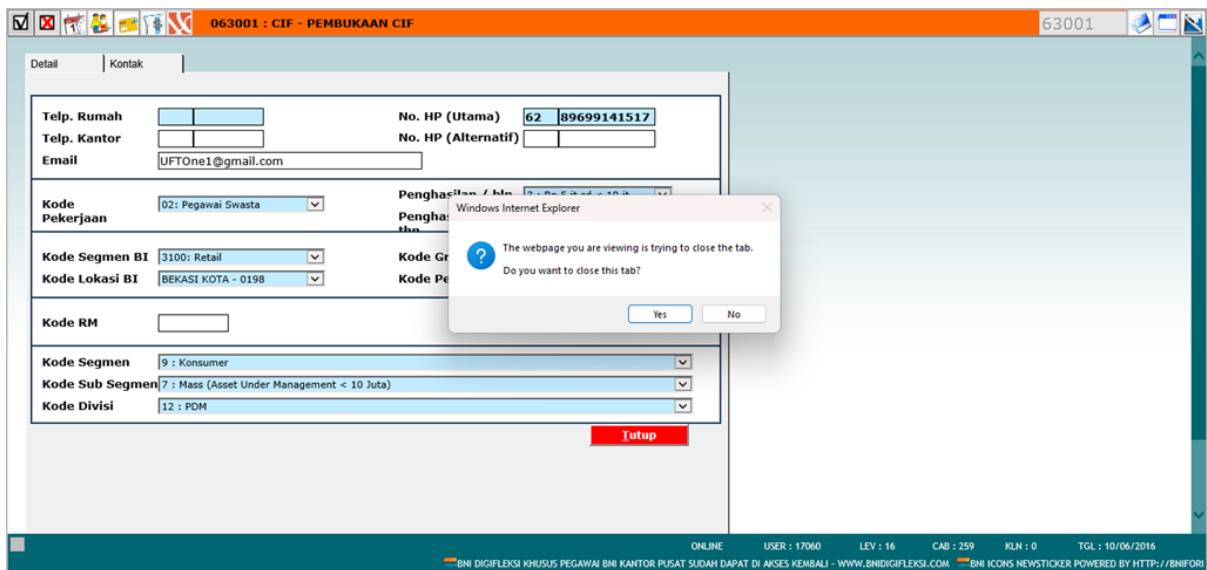 063001 : CIF - PEMBUKAAN CIF
63001
Detail Kontak
Telp. Rumah No. HP (Utama) 62 89699141517
Telp. Kantor No. HP (Alternatif)
Email UFTOne1@gmail.com
Kode Pekerjaan 02: Pegawai Swasta Penghasilan / bln
Windows Internet Explorer
The webpage you are viewing is trying to close the tab.
Do you want to close this tab?
Yes No
Kode Segmen BI 3100: Retail
Kode Lokasi BI BEKASI KOTA - 0198
Kode RM
Kode Segmen 9 : Konsumer
Kode Sub Segmen 7 : Mass (Asset Under Management < 10 Juta)
Kode Divisi 12 : PDM
Tutup
ONLINE USER : 17060 LEV : 16 CAB : 259 KLN : 0 TGL : 10/06/2016
BNI DIGIFLEKSI KHUSUS PEGAWAI BNI KANTOR PUSAT SUDAH DAPAT DI AKSES KEMBALI - WWW.BNIDIGIFLEKSI.COM BNI ICONS NEWSTICKER POWERED BY HTTP://BNIFORI